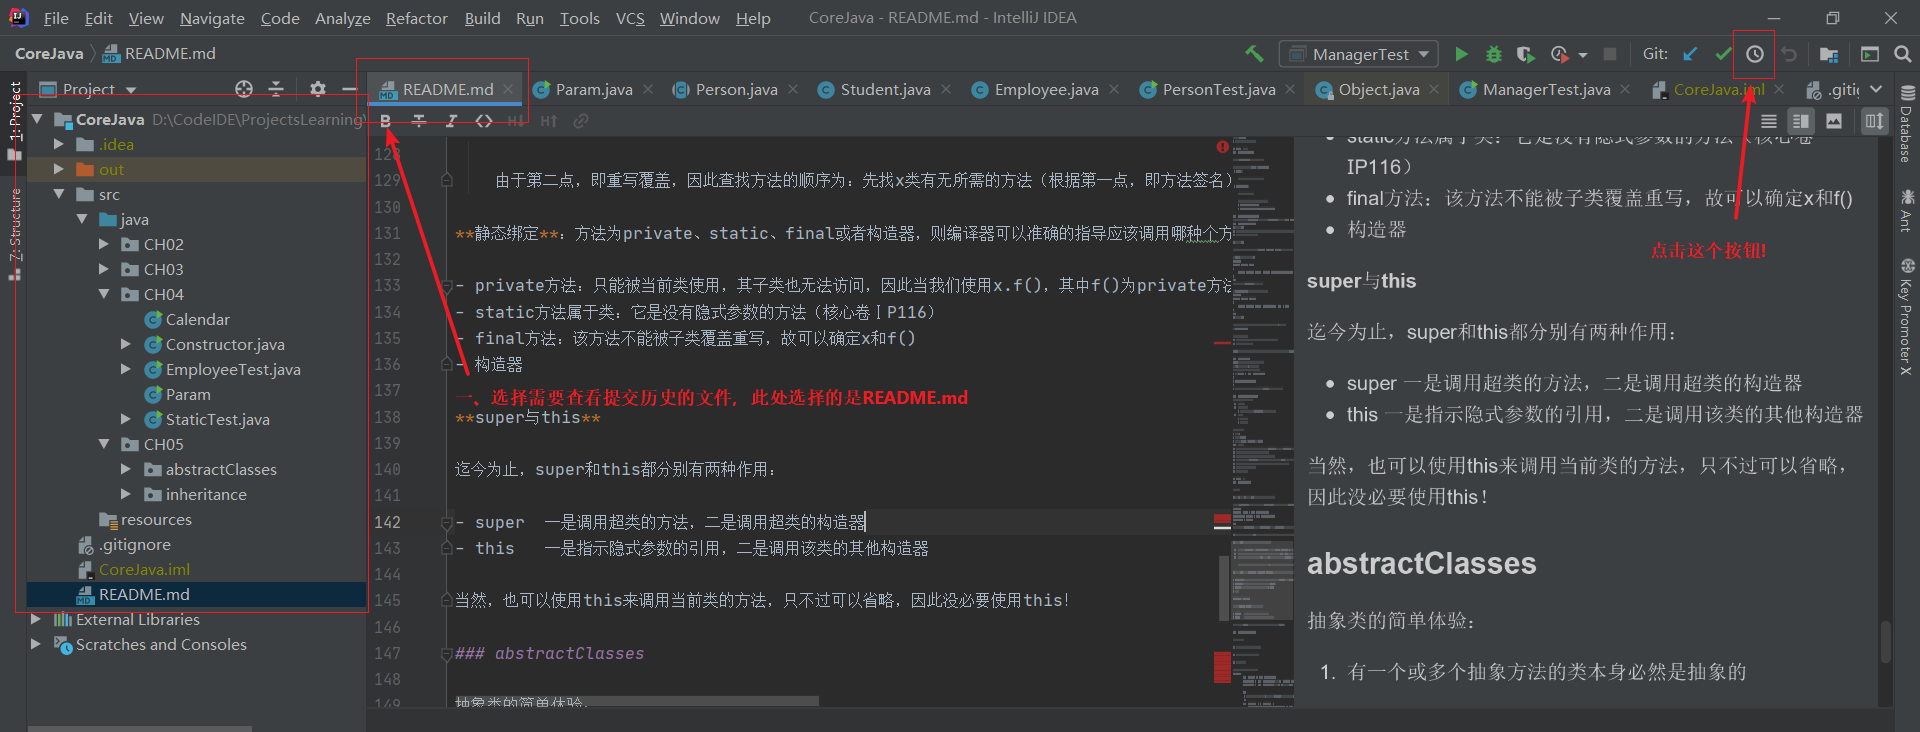 File Edit View Navigate Code Analyze Refactor Build Run Tools VCS Window Help CoreJava - README.md - IntelliJ IDEA
CoreJava README.md ManagerTest Git:
Project README.md Param.java Person.java Student.java Employee.java PersonTest.java Object.java ManagerTest.java CoreJava.iml .giti
1: Project
7: Structure
CoreJava D:\CodeIDE\ProjectsLearning\
.idea
out
src
java
CH02
CH03
CH04
Calendar
Constructor.java
EmployeeTest.java
Param
StaticTest.java
CH05
abstractClasses
inheritance
resources
.gitignore
CoreJava.iml
README.md
External Libraries
Scratches and Consoles
B I <> H↓ H↑
128
129 由于第二点，即重写覆盖，因此查找方法的顺序为：先找x类有无所需的方法（根据第一点，即方法签名）
130
131 **静态绑定**：方法为private、static、final或者构造器，则编译器可以准确的指导应该调用哪种个方
132
133 - private方法：只能被当前类使用，其子类也无法访问，因此当我们使用x.f()，其中f()为private方法
134 - static方法属于类：它是没有隐式参数的方法（核心卷ⅠP116）
135 - final方法：该方法不能被子类覆盖重写，故可以确定x和f()
136 - 构造器
137
一、选择需要查看提交历史的文件，此处选择的是README.md
138 **super与this**
139
140 迄今为止，super和this都分别有两种作用：
141
142 - super 一是调用超类的方法，二是调用超类的构造器
143 - this 一是指示隐式参数的引用，二是调用该类的其他构造器
144
145 当然，也可以使用this来调用当前类的方法，只不过可以省略，因此没必要使用this！
146
147 ### abstractClasses
148
149 抽象类的简单体验：
static方法属于类：它是没有隐式参数的方法（核心卷
IP116）
final方法：该方法不能被子类覆盖重写，故可以确定x和f()
构造器
点击这个按钮!
super与this
迄今为止，super和this都分别有两种作用：
super 一是调用超类的方法，二是调用超类的构造器
this 一是指示隐式参数的引用，二是调用该类的其他构造器
当然，也可以使用this来调用当前类的方法，只不过可以省略，
因此没必要使用this！
abstractClasses
抽象类的简单体验：
1. 有一个或多个抽象方法的类本身必然是抽象的
Database
Ant
Key Promoter X